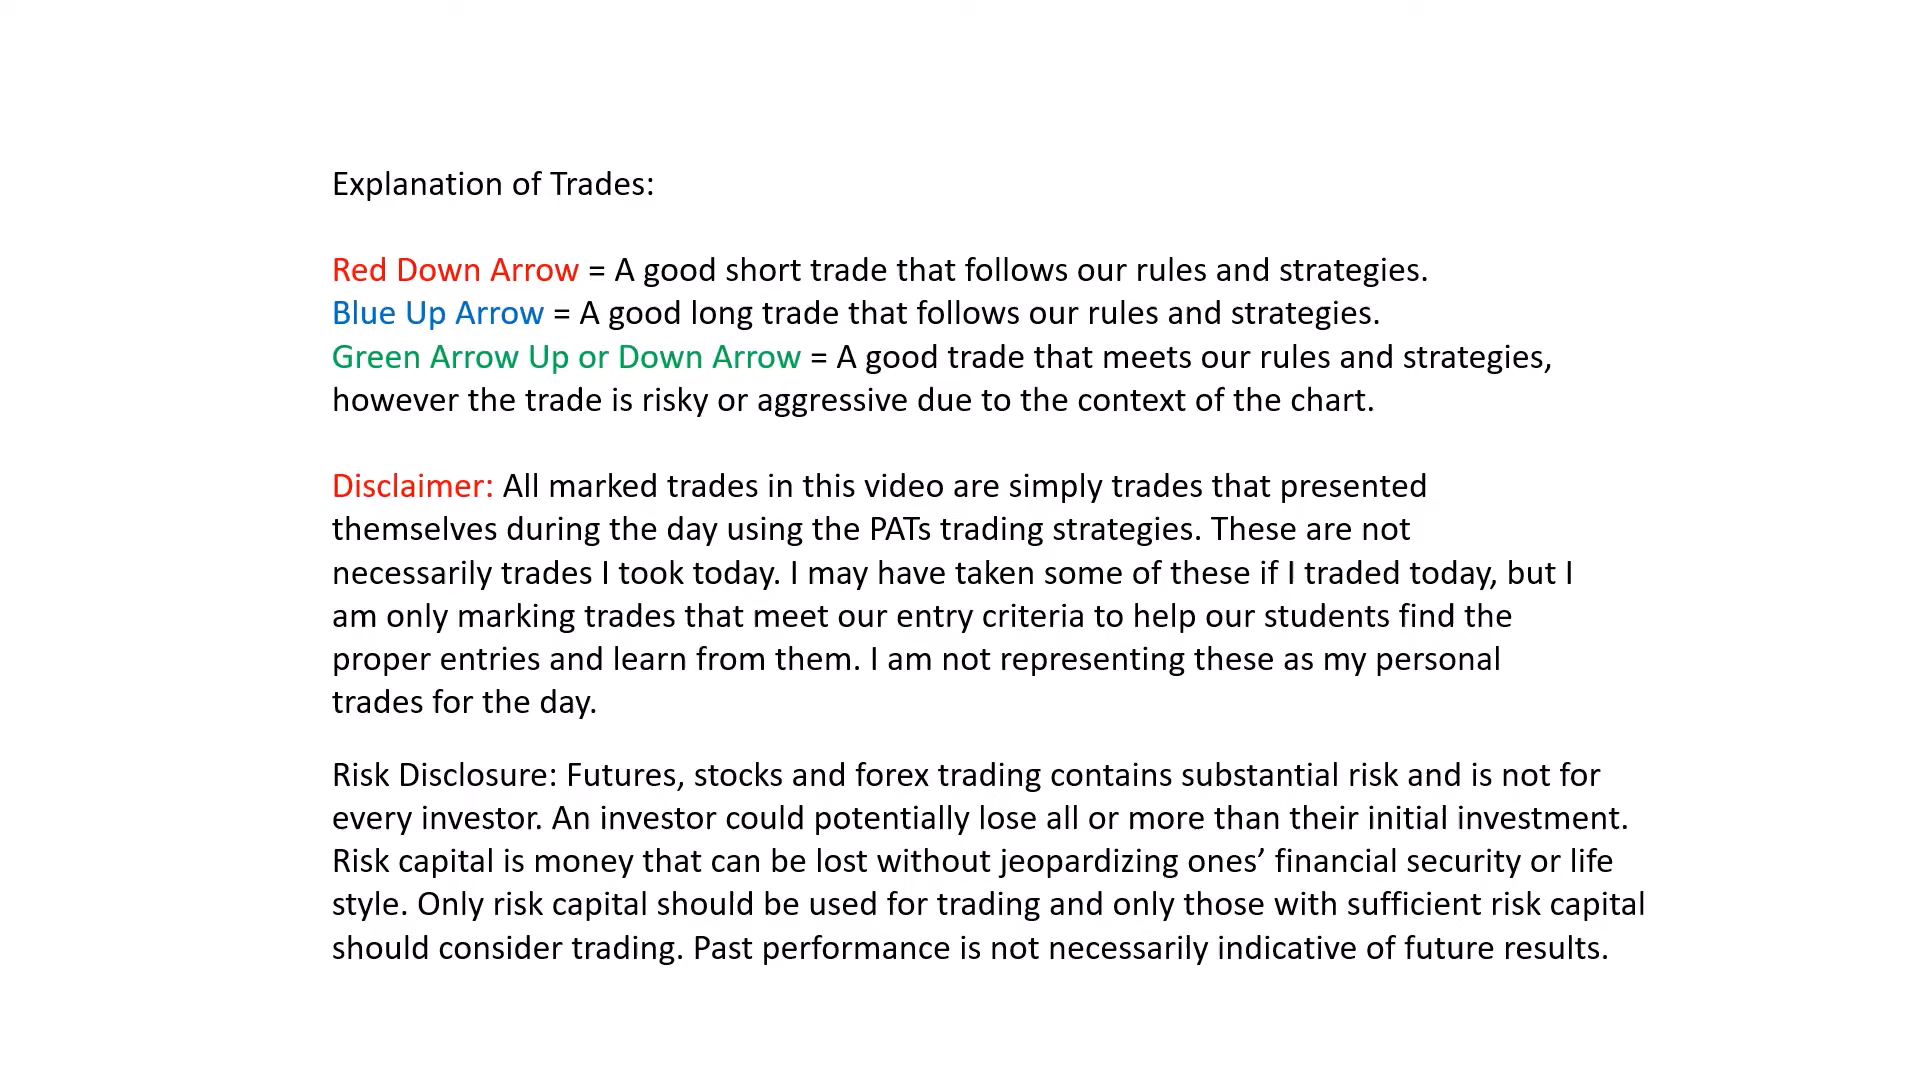 Explanation of Trades:
Red Down Arrow = A good short trade that follows our rules and strategies.
Blue Up Arrow = A good long trade that follows our rules and strategies.
Green Arrow Up or Down Arrow = A good trade that meets our rules and strategies,
however the trade is risky or aggressive due to the context of the chart.
Disclaimer: All marked trades in this video are simply trades that presented
themselves during the day using the PATs trading strategies. These are not
necessarily trades I took today. I may have taken some of these if I traded today, but I
am only marking trades that meet our entry criteria to help our students find the
proper entries and learn from them. I am not representing these as my personal
trades for the day.
Risk Disclosure: Futures, stocks and forex trading contains substantial risk and is not for
every investor. An investor could potentially lose all or more than their initial investment.
Risk capital is money that can be lost without jeopardizing ones’ financial security or life
style. Only risk capital should be used for trading and only those with sufficient risk capital
should consider trading. Past performance is not necessarily indicative of future results.